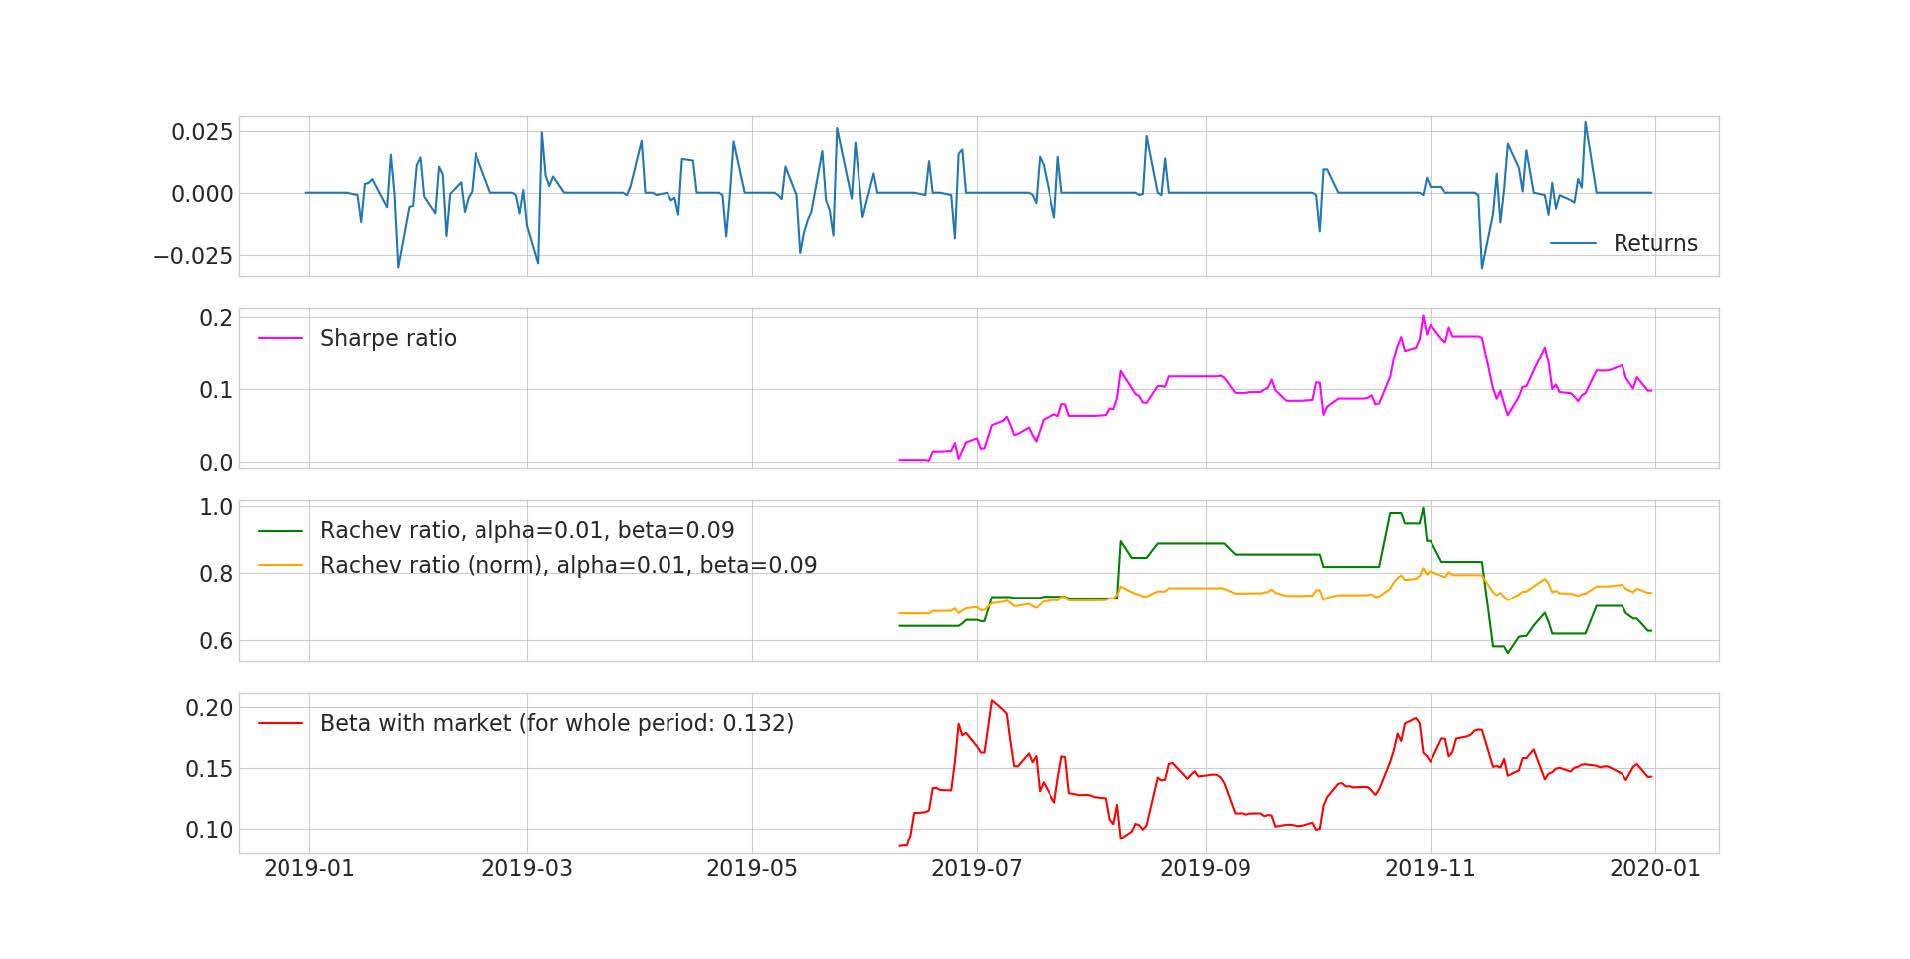 0.025
0.000
−0.025
Returns
0.2
0.1
0.0
Sharpe ratio
1.0
0.8
0.6
Rachev ratio, alpha=0.01, beta=0.09
Rachev ratio (norm), alpha=0.01, beta=0.09
0.20
0.15
0.10
Beta with market (for whole period: 0.132)
2019-01 2019-03 2019-05 2019-07 2019-09 2019-11 2020-01